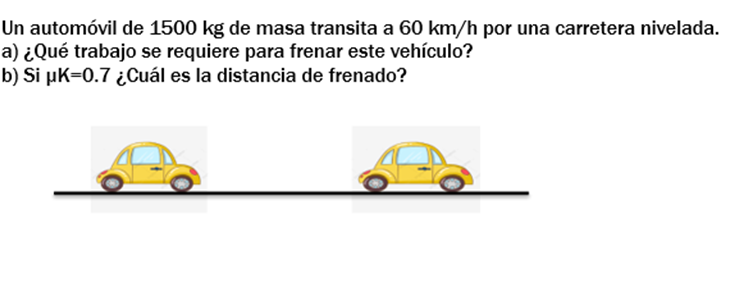 Un automóvil de 1500 kg de masa transita a 60 km/h por una carretera nivelada.
a) ¿Qué trabajo se requiere para frenar este vehículo?
b) Si µK=0.7 ¿Cuál es la distancia de frenado?